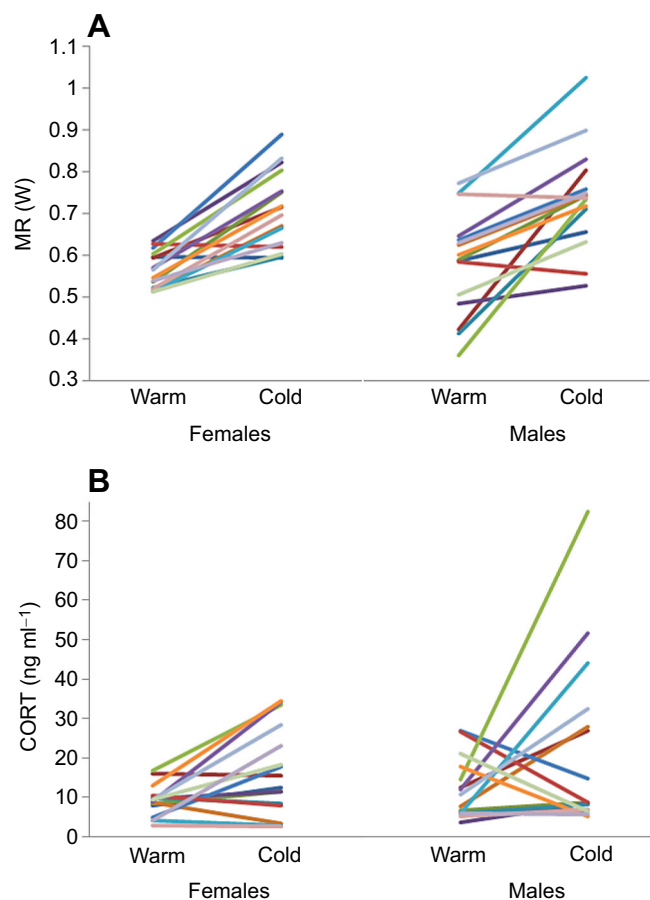 A
1.1
1
0.9
0.8
0.7
0.6
0.5
0.4
0.3
MR (W)
Warm Cold Warm Cold
Females Males
B
80
70
60
50
40
30
20
10
0
CORT (ng ml⁻¹)
Warm Cold Warm Cold
Females Males